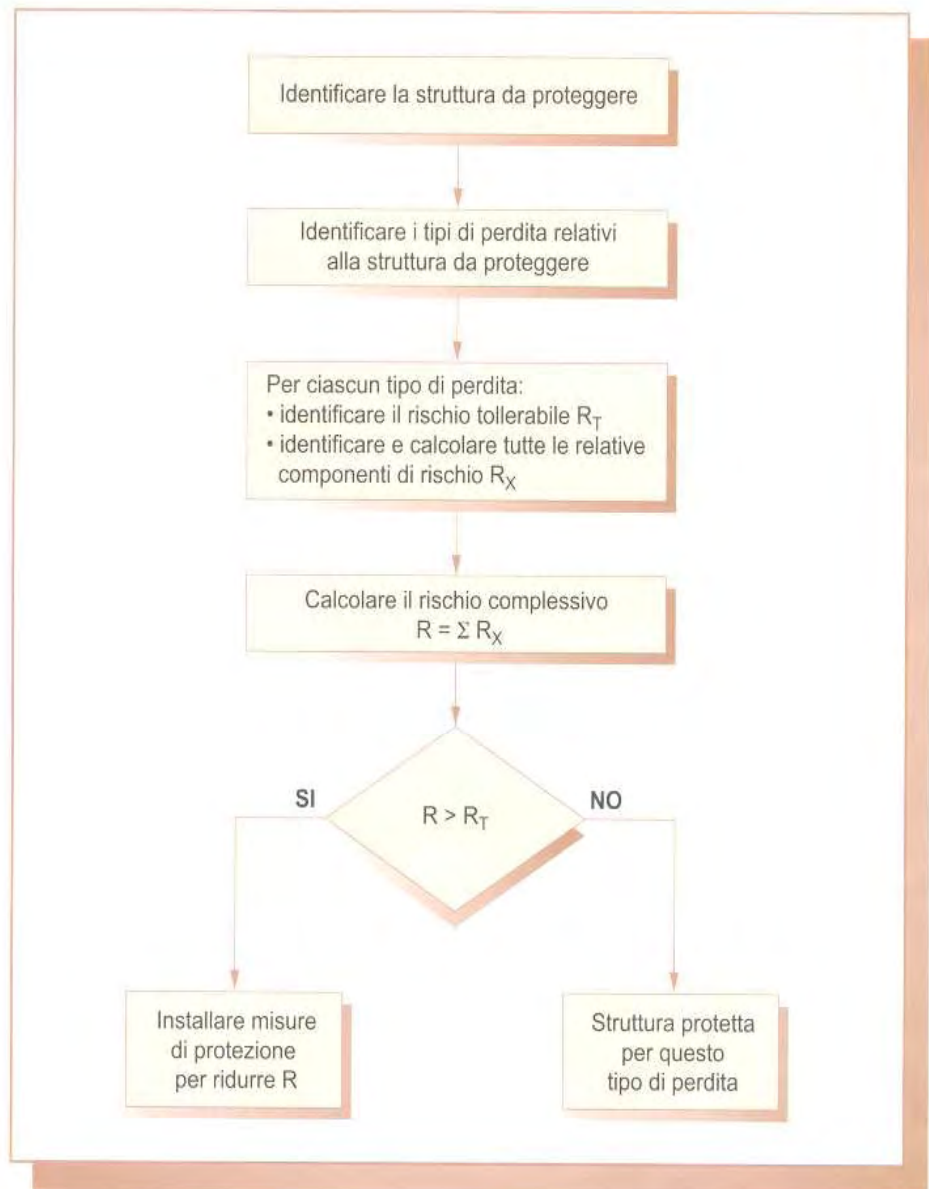 Identificare la struttura da proteggere
Identificare i tipi di perdita relativi
alla struttura da proteggere
Per ciascun tipo di perdita:
• identificare il rischio tollerabile R_T
• identificare e calcolare tutte le relative
componenti di rischio R_X
Calcolare il rischio complessivo
R = Σ R_X
R > R_T
SI
NO
Installare misure
di protezione
per ridurre R
Struttura protetta
per questo
tipo di perdita